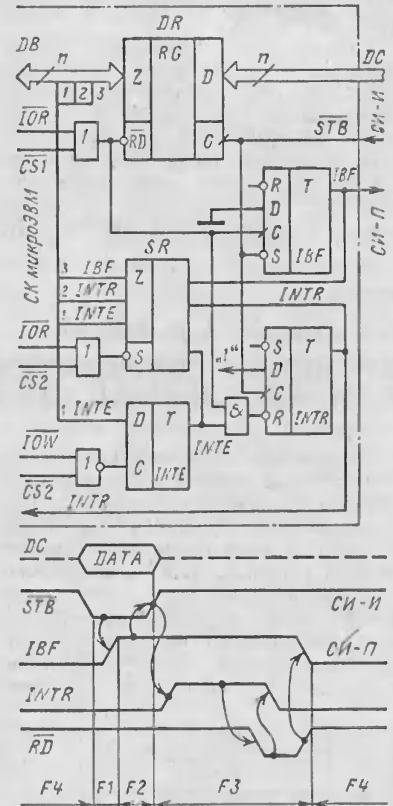 DR
DB
n
RG
n
DC
Z
D
1 2 3
IOR
CS1
1
RD
C
STB
СИ-И
R T
D
C
S IBF
IBF
СИ-П
СК микроЭВМ
SR
3 IBF
Z
2 INTR
1 INTE
INTR
IOR
CS2
1
S
S T
"1"
D
C
R INTR
1 INTE
D T
&
IOW
CS2
1
C INTE
INTE
INTR
DC
DATA
STB
СИ-И
IBF
СИ-П
INTR
RD
F4 F1 F2 F3 F4